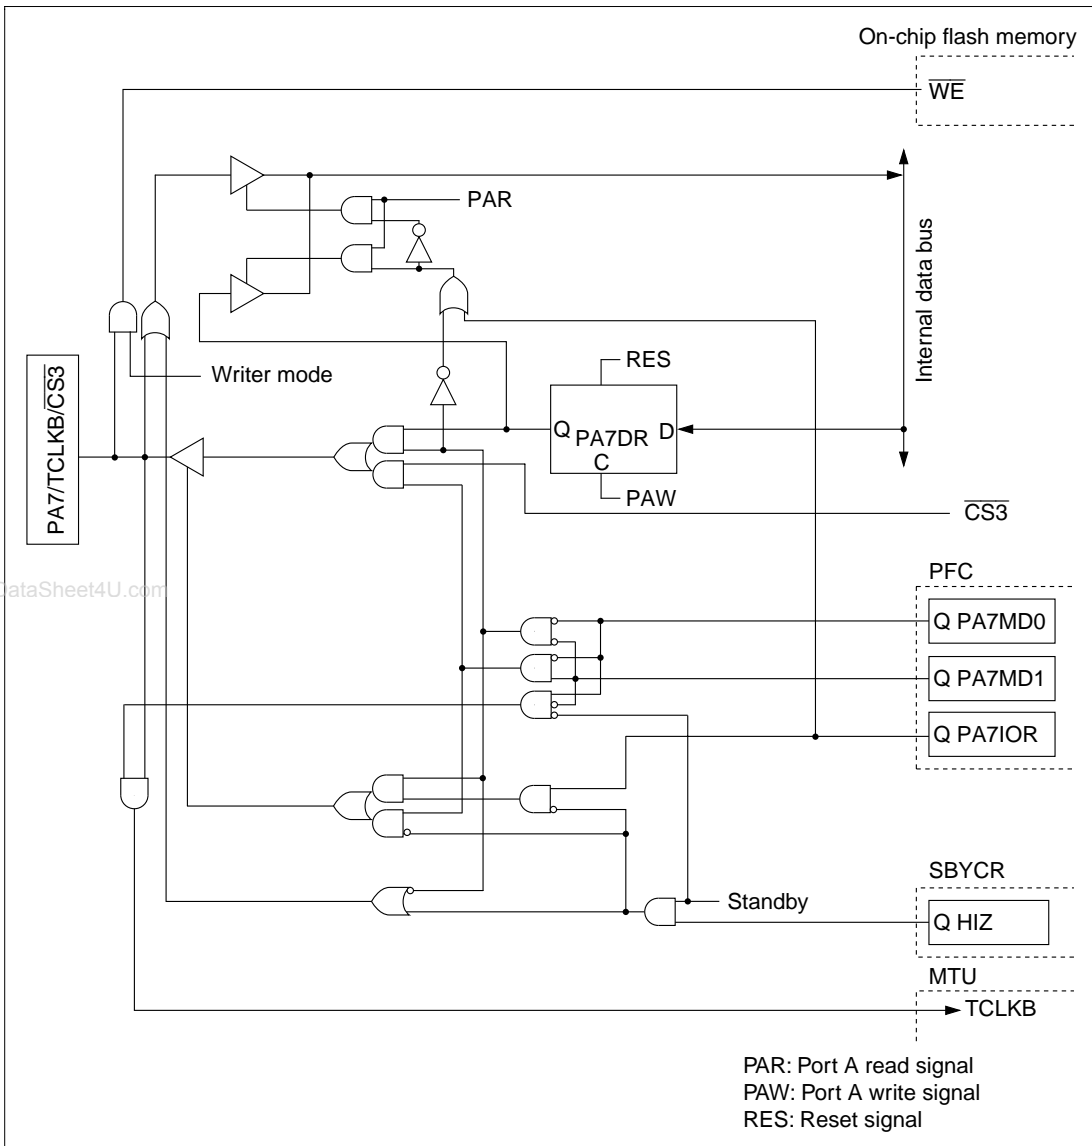 On-chip flash memory
WE
PAR
Internal data bus
Writer mode
RES
PA7/TCLKB/CS3
Q PA7DR D
C
PAW
CS3
DataSheet4U.com
PFC
Q PA7MD0
Q PA7MD1
Q PA7IOR
SBYCR
Standby
Q HIZ
MTU
TCLKB
PAR: Port A read signal
PAW: Port A write signal
RES: Reset signal